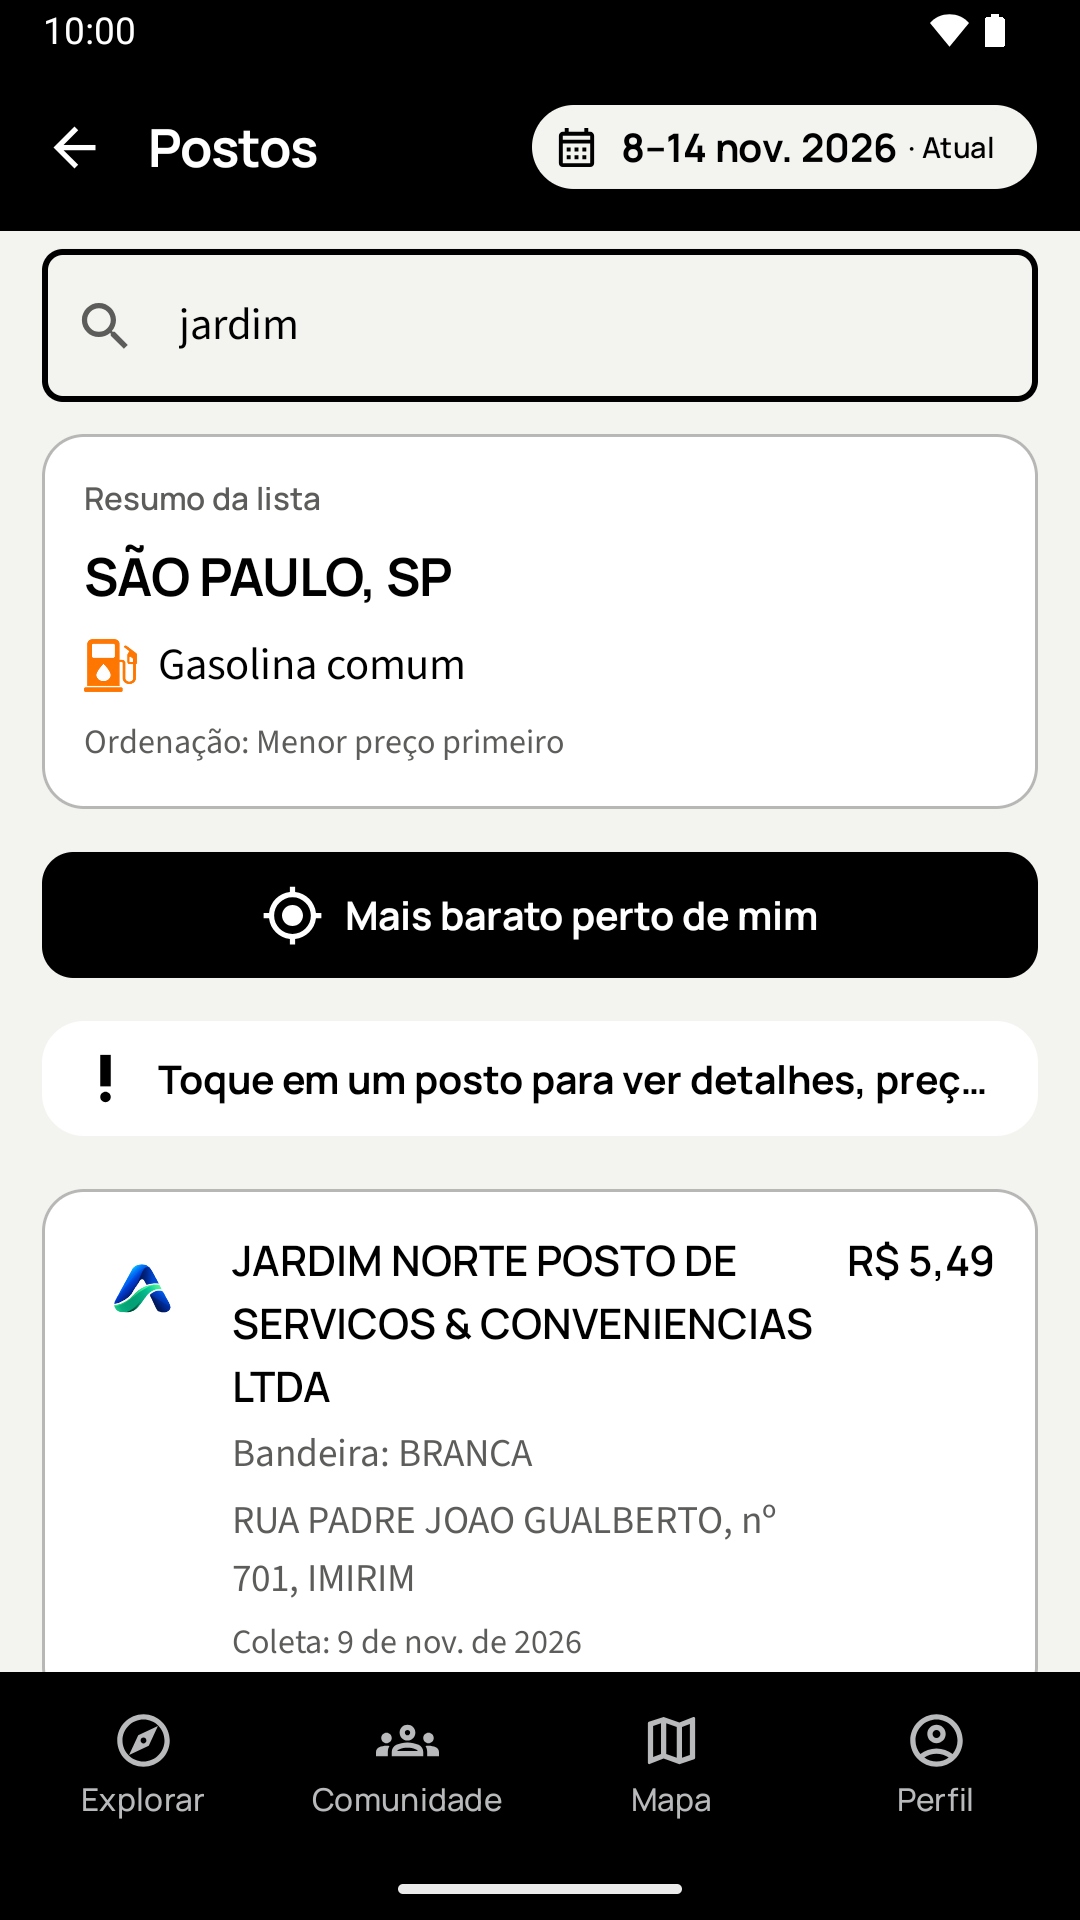 10:00
Postos
8–14 nov. 2026 · Atual
jardim
Resumo da lista
SÃO PAULO, SP
Gasolina comum
Ordenação: Menor preço primeiro
Mais barato perto de mim
Toque em um posto para ver detalhes, preç...
JARDIM NORTE POSTO DE
R$ 5,49
SERVICOS & CONVENIENCIAS
LTDA
Bandeira: BRANCA
RUA PADRE JOAO GUALBERTO, nº
701, IMIRIM
Coleta: 9 de nov. de 2026
Explorar
Comunidade
Mapa
Perfil